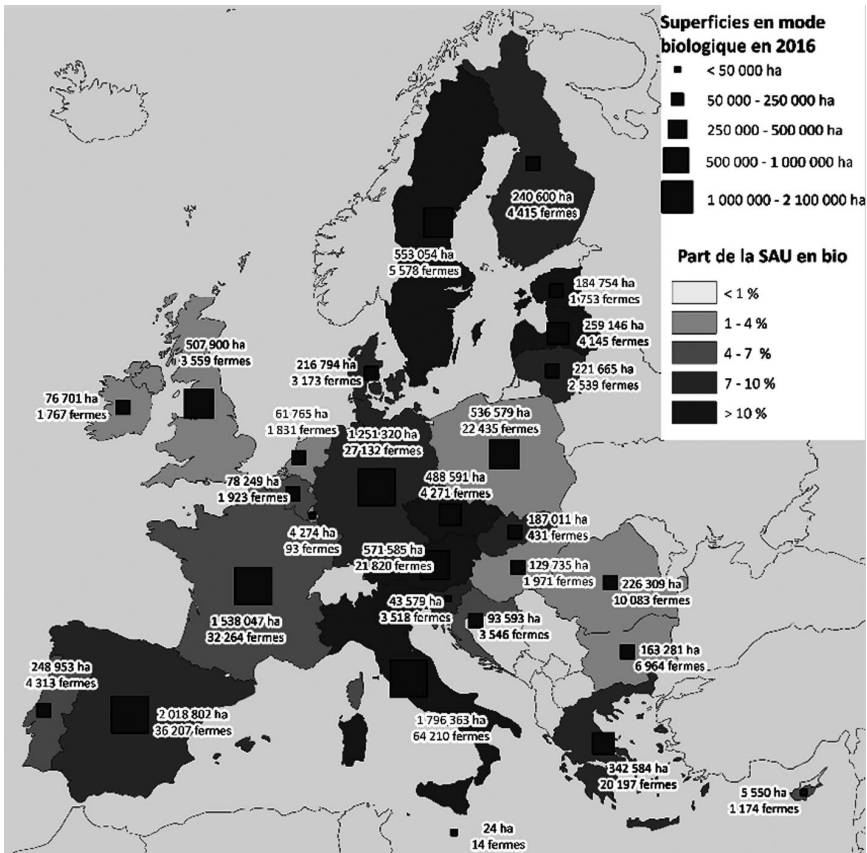 Superficies en mode
biologique en 2016
< 50 000 ha
50 000 - 250 000 ha
250 000 - 500 000 ha
500 000 - 1 000 000 ha
1 000 000 - 2 100 000 ha
Part de la SAU en bio
< 1 %
1 - 4 %
4 - 7 %
7 - 10 %
> 10 %
240 600 ha
4 415 fermes
553 054 ha
5 578 fermes
184 754 ha
1 753 fermes
259 146 ha
4 145 fermes
221 665 ha
2 539 fermes
507 900 ha
3 559 fermes
216 794 ha
3 173 fermes
76 701 ha
1 767 fermes
61 765 ha
1 831 fermes
536 579 ha
22 435 fermes
1 251 320 ha
27 132 fermes
78 249 ha
1 923 fermes
488 591 ha
4 271 fermes
4 274 ha
93 fermes
187 011 ha
431 fermes
571 585 ha
21 820 fermes
129 735 ha
1 971 fermes
226 309 ha
10 083 fermes
43 579 ha
3 518 fermes
93 593 ha
3 546 fermes
1 538 047 ha
32 264 fermes
163 281 ha
6 964 fermes
248 953 ha
4 313 fermes
2 018 802 ha
36 207 fermes
1 796 363 ha
64 210 fermes
342 584 ha
20 197 fermes
5 550 ha
1 174 fermes
24 ha
14 fermes